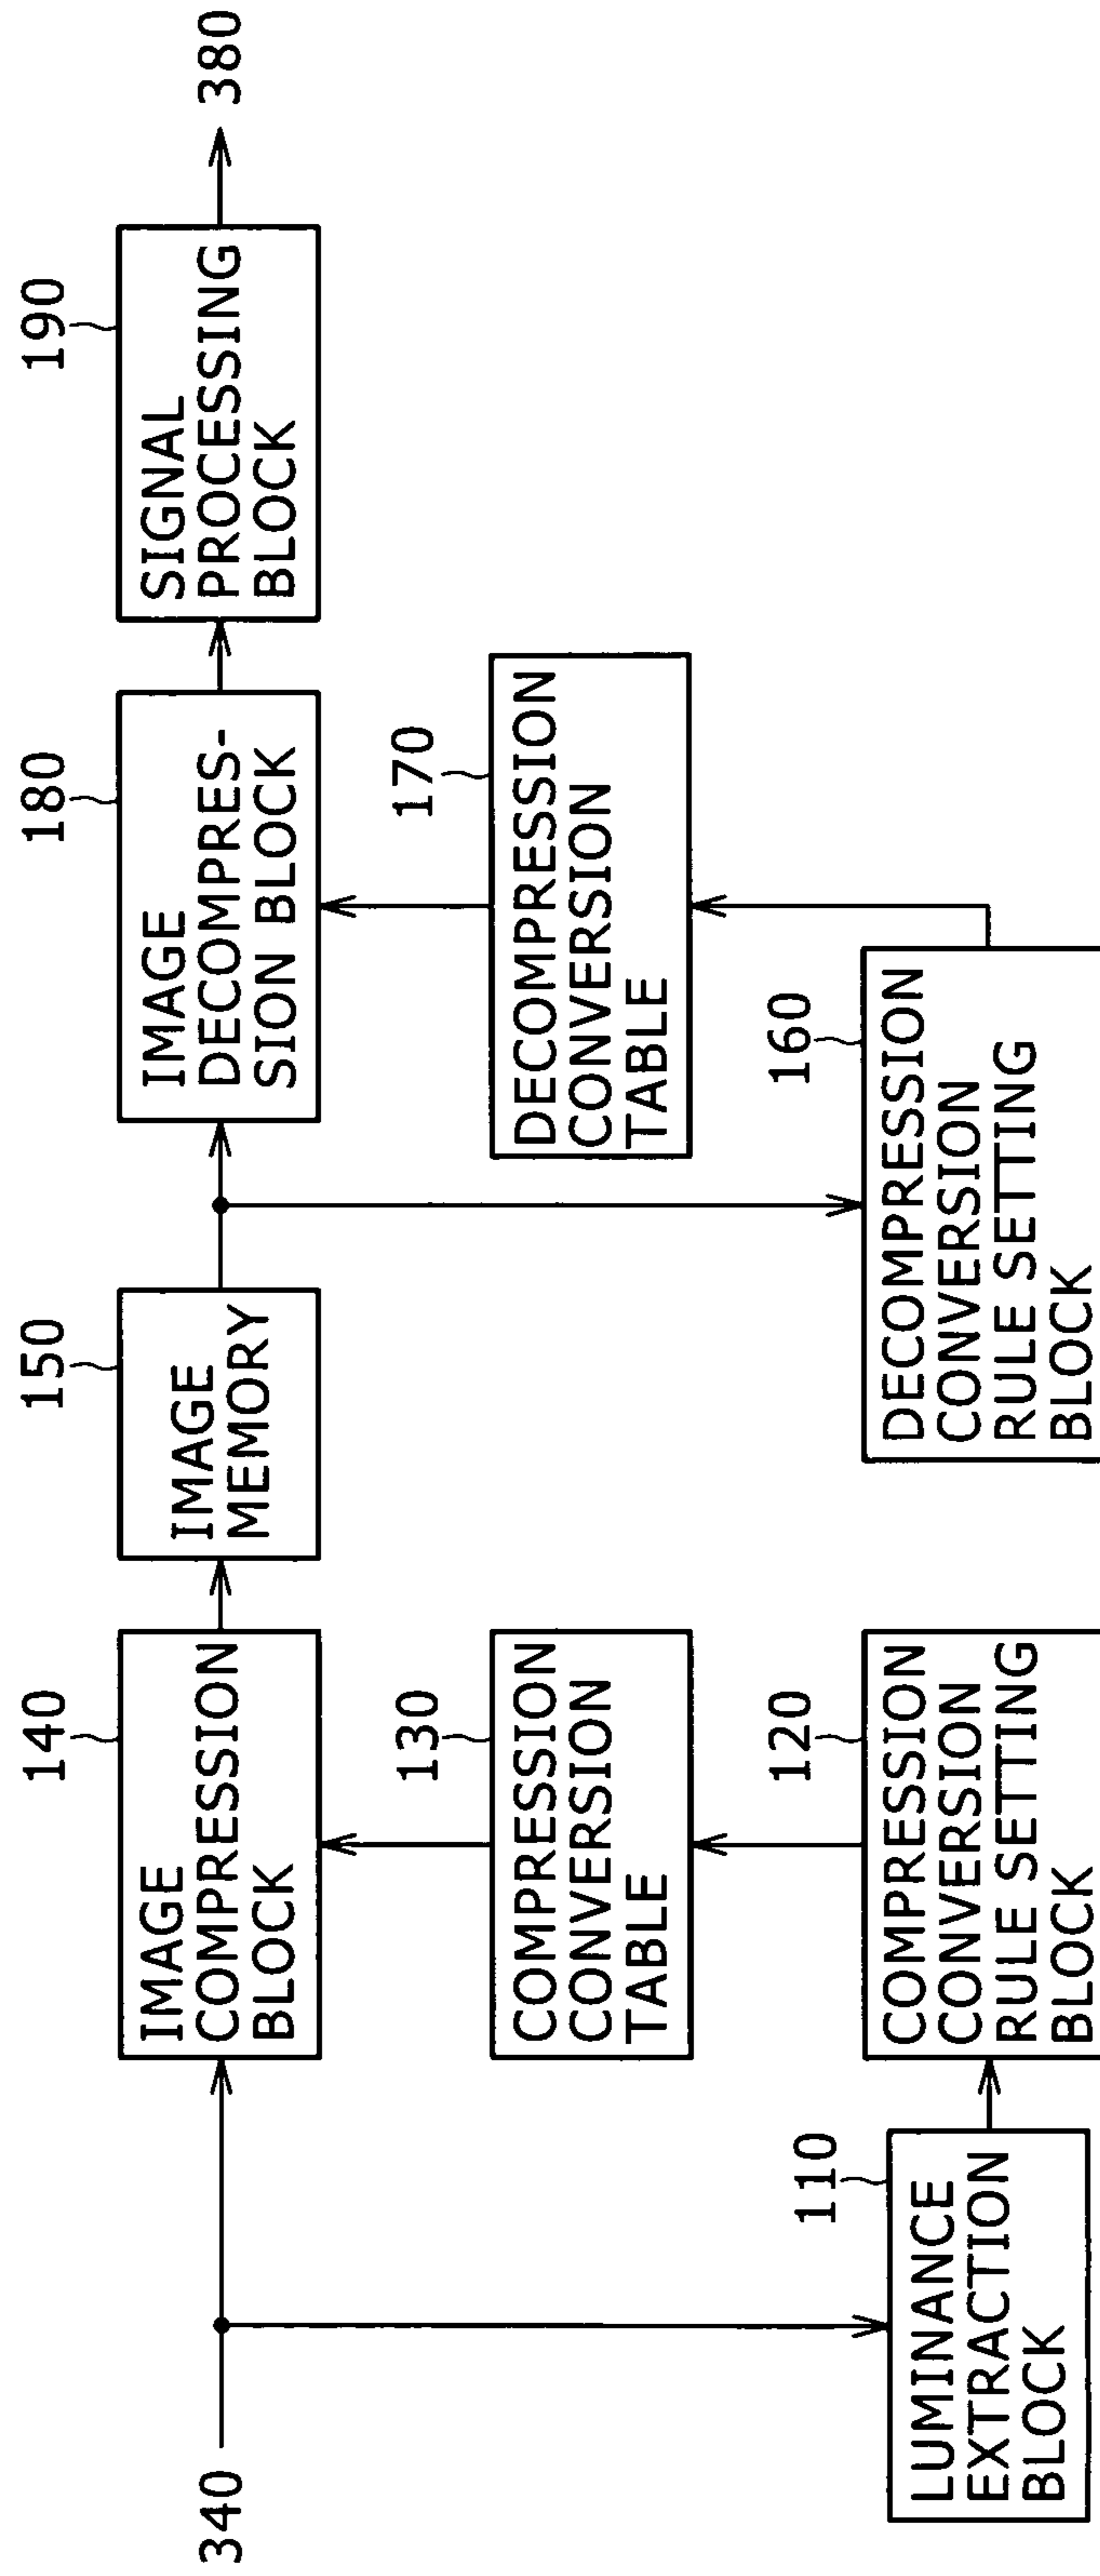 340
140
IMAGE
COMPRESSION
BLOCK
150
IMAGE
MEMORY
180
IMAGE
DECOMPRES-
SION BLOCK
190
SIGNAL
PROCESSING
BLOCK
380
130
COMPRESSION
CONVERSION
TABLE
170
DECOMPRESSION
CONVERSION
TABLE
110
LUMINANCE
EXTRACTION
BLOCK
120
COMPRESSION
CONVERSION
RULE SETTING
BLOCK
160
DECOMPRESSION
CONVERSION
RULE SETTING
BLOCK